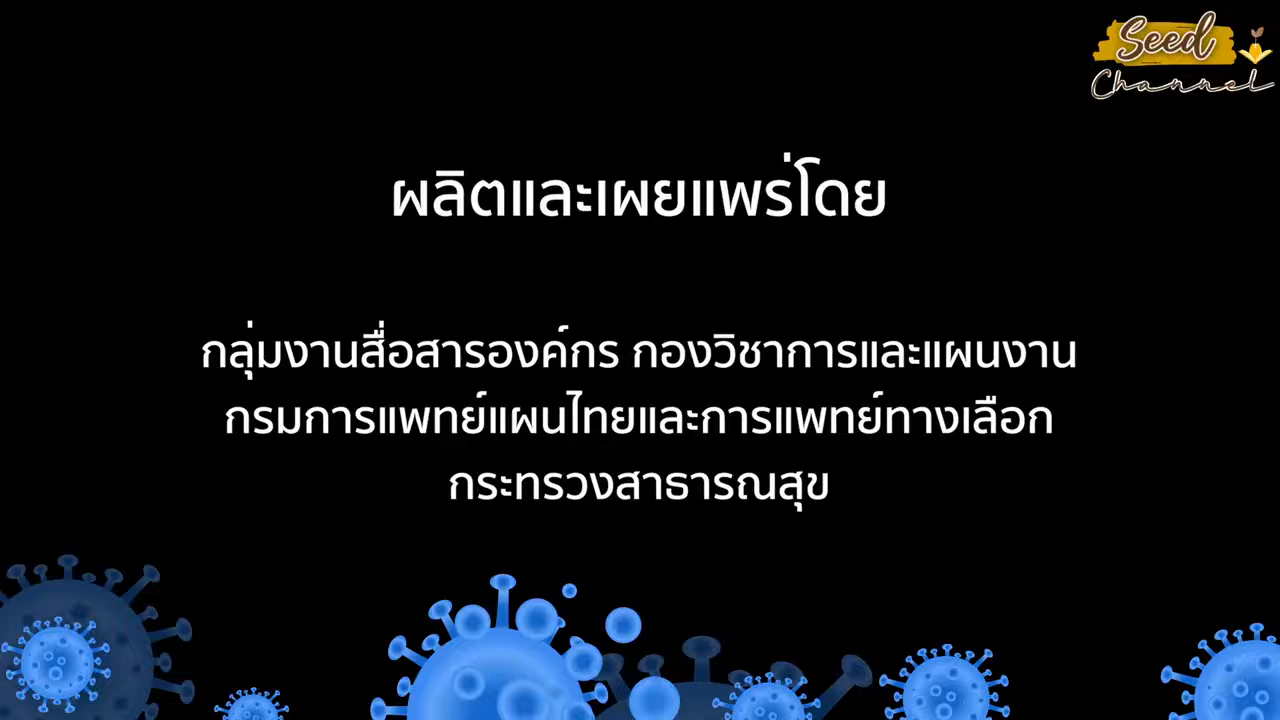 Seed
Channel
ผลิตและเผยแพร่โดย
กลุ่มงานสื่อสารองค์กร กองวิชาการและแผนงาน
กรมการแพทย์แผนไทยและการแพทย์ทางเลือก
กระทรวงสาธารณสุข